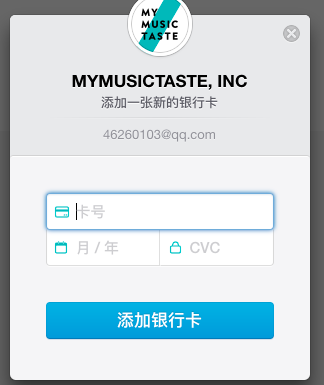 MY
MUSIC
TASTE
MYMUSICTASTE, INC
添加一张新的银行卡
46260103@qq.com
卡号
月 / 年
CVC
添加银行卡